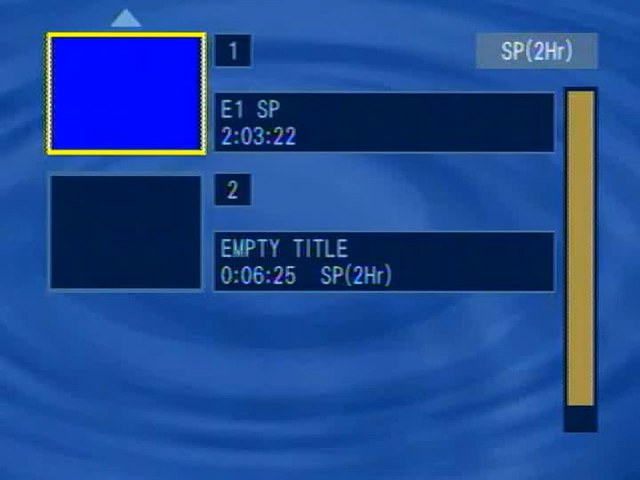 1
SP(2Hr)
E1 SP
2:03:22
2
EMPTY TITLE
0:06:25 SP(2Hr)